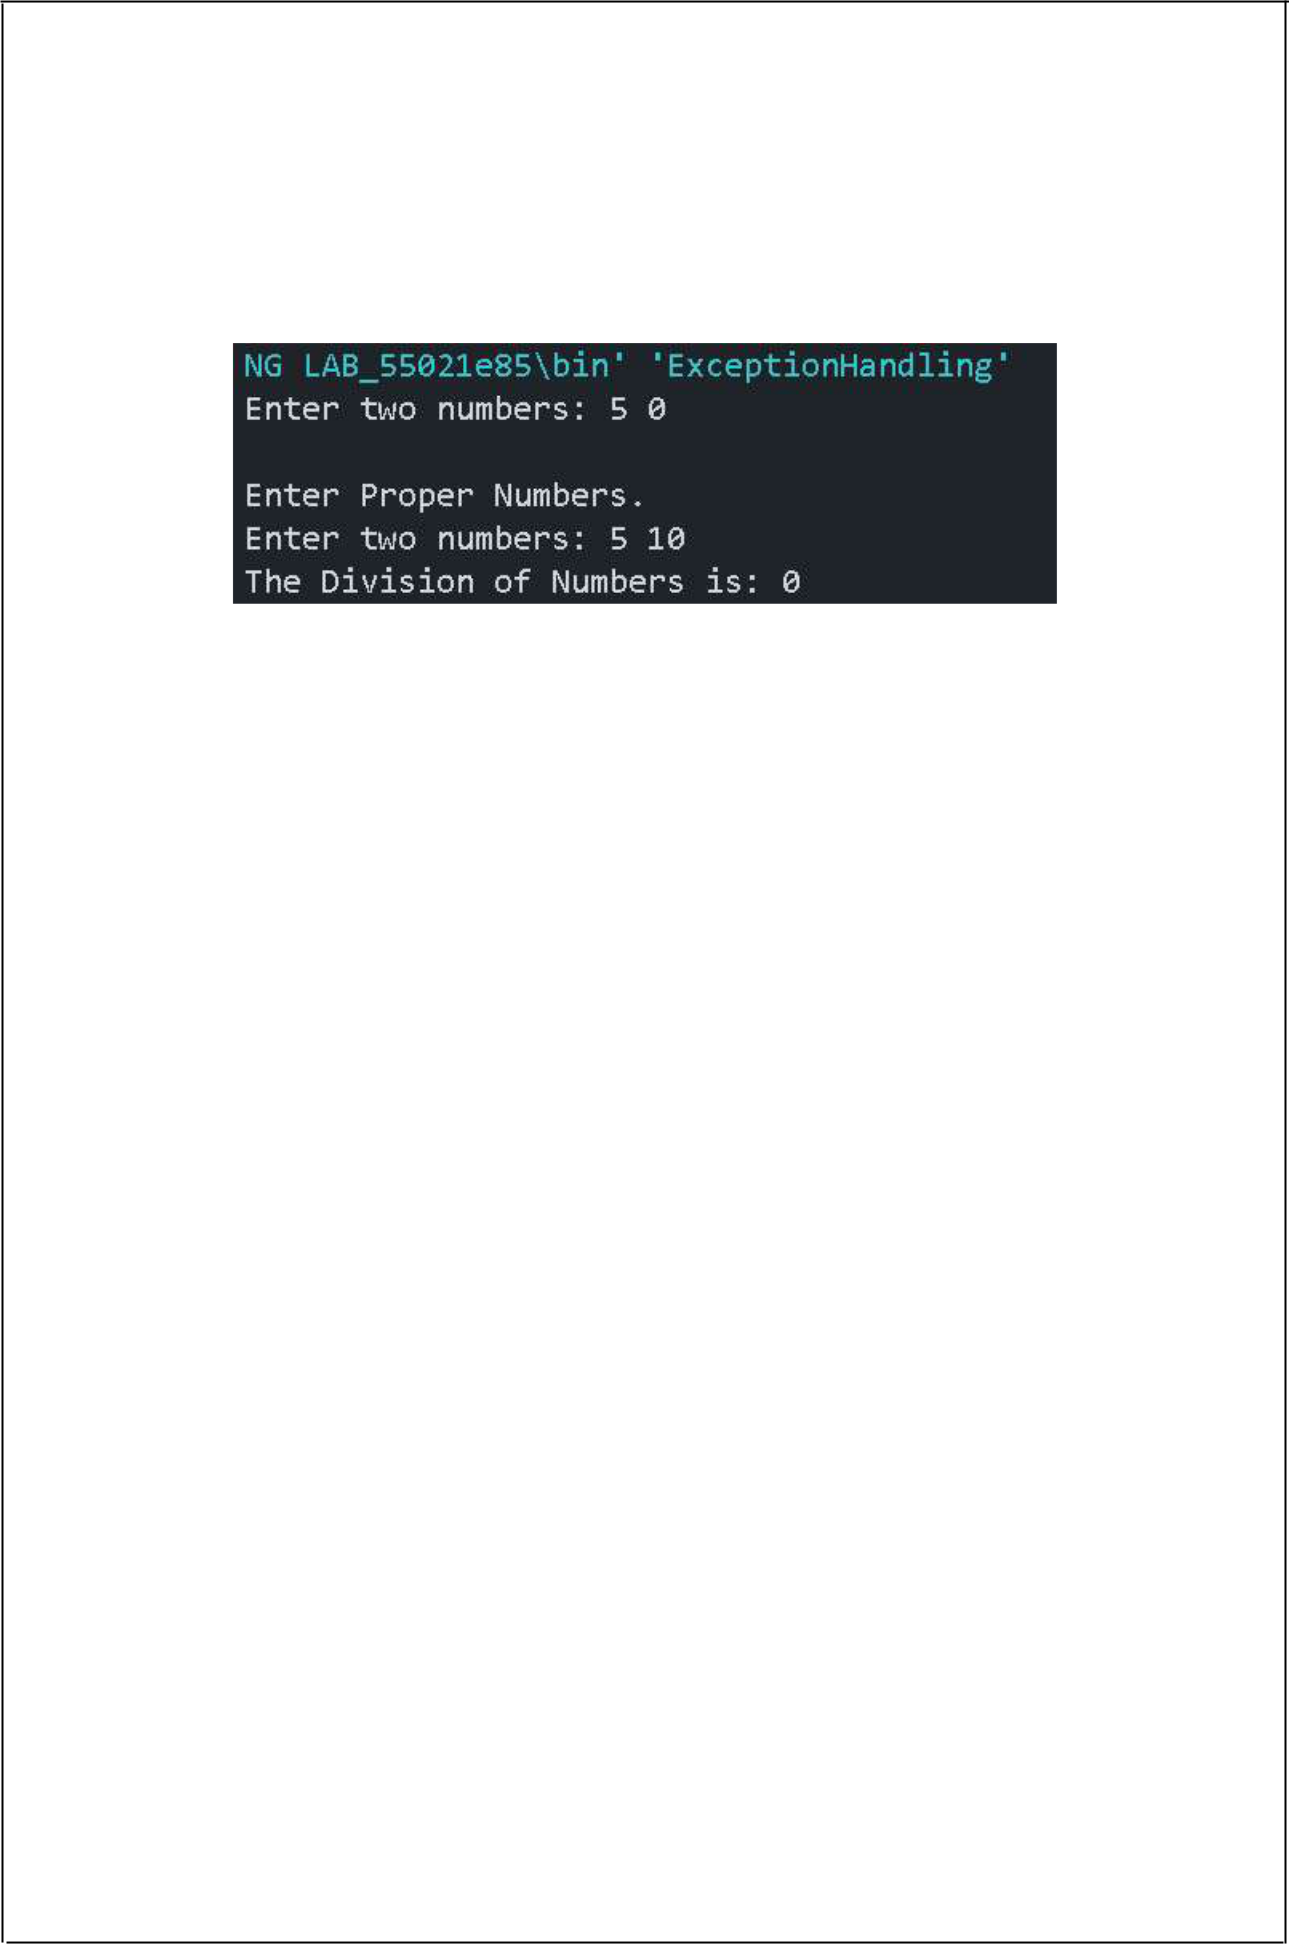 NG LAB_55021e85\bin' 'ExceptionHandling'
Enter two numbers: 5 0
Enter Proper Numbers.
Enter two numbers: 5 10
The Division of Numbers is: 0